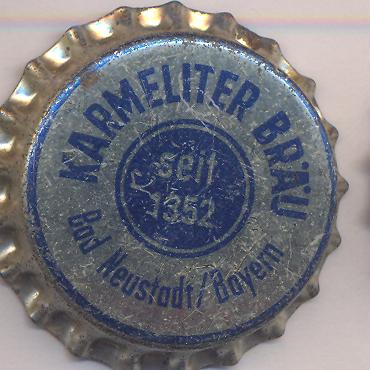 KARMELITER BRÄU
seit
1352
Bad Neustadt/Bayern